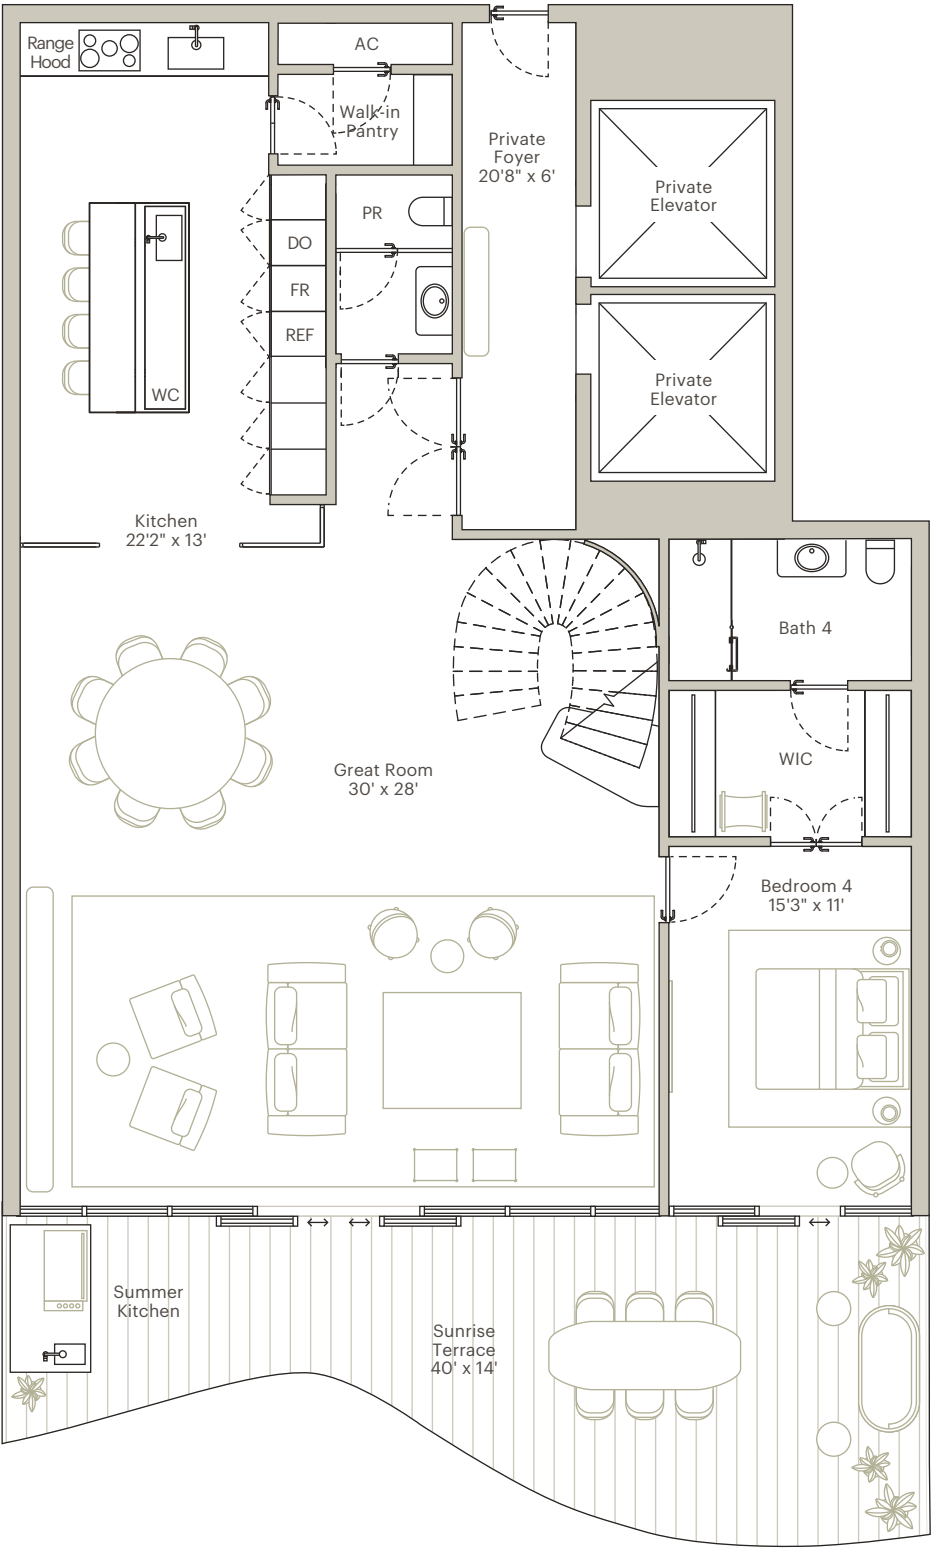 Range
Hood
AC
Walk-in
Pantry
Private
Foyer
20'8" x 6'
Private
Elevator
PR
DO
FR
REF
Private
Elevator
WC
Kitchen
22'2" x 13'
Bath 4
WIC
Great Room
30' x 28'
Bedroom 4
15'3" x 11'
Summer
Kitchen
Sunrise
Terrace
40' x 14'